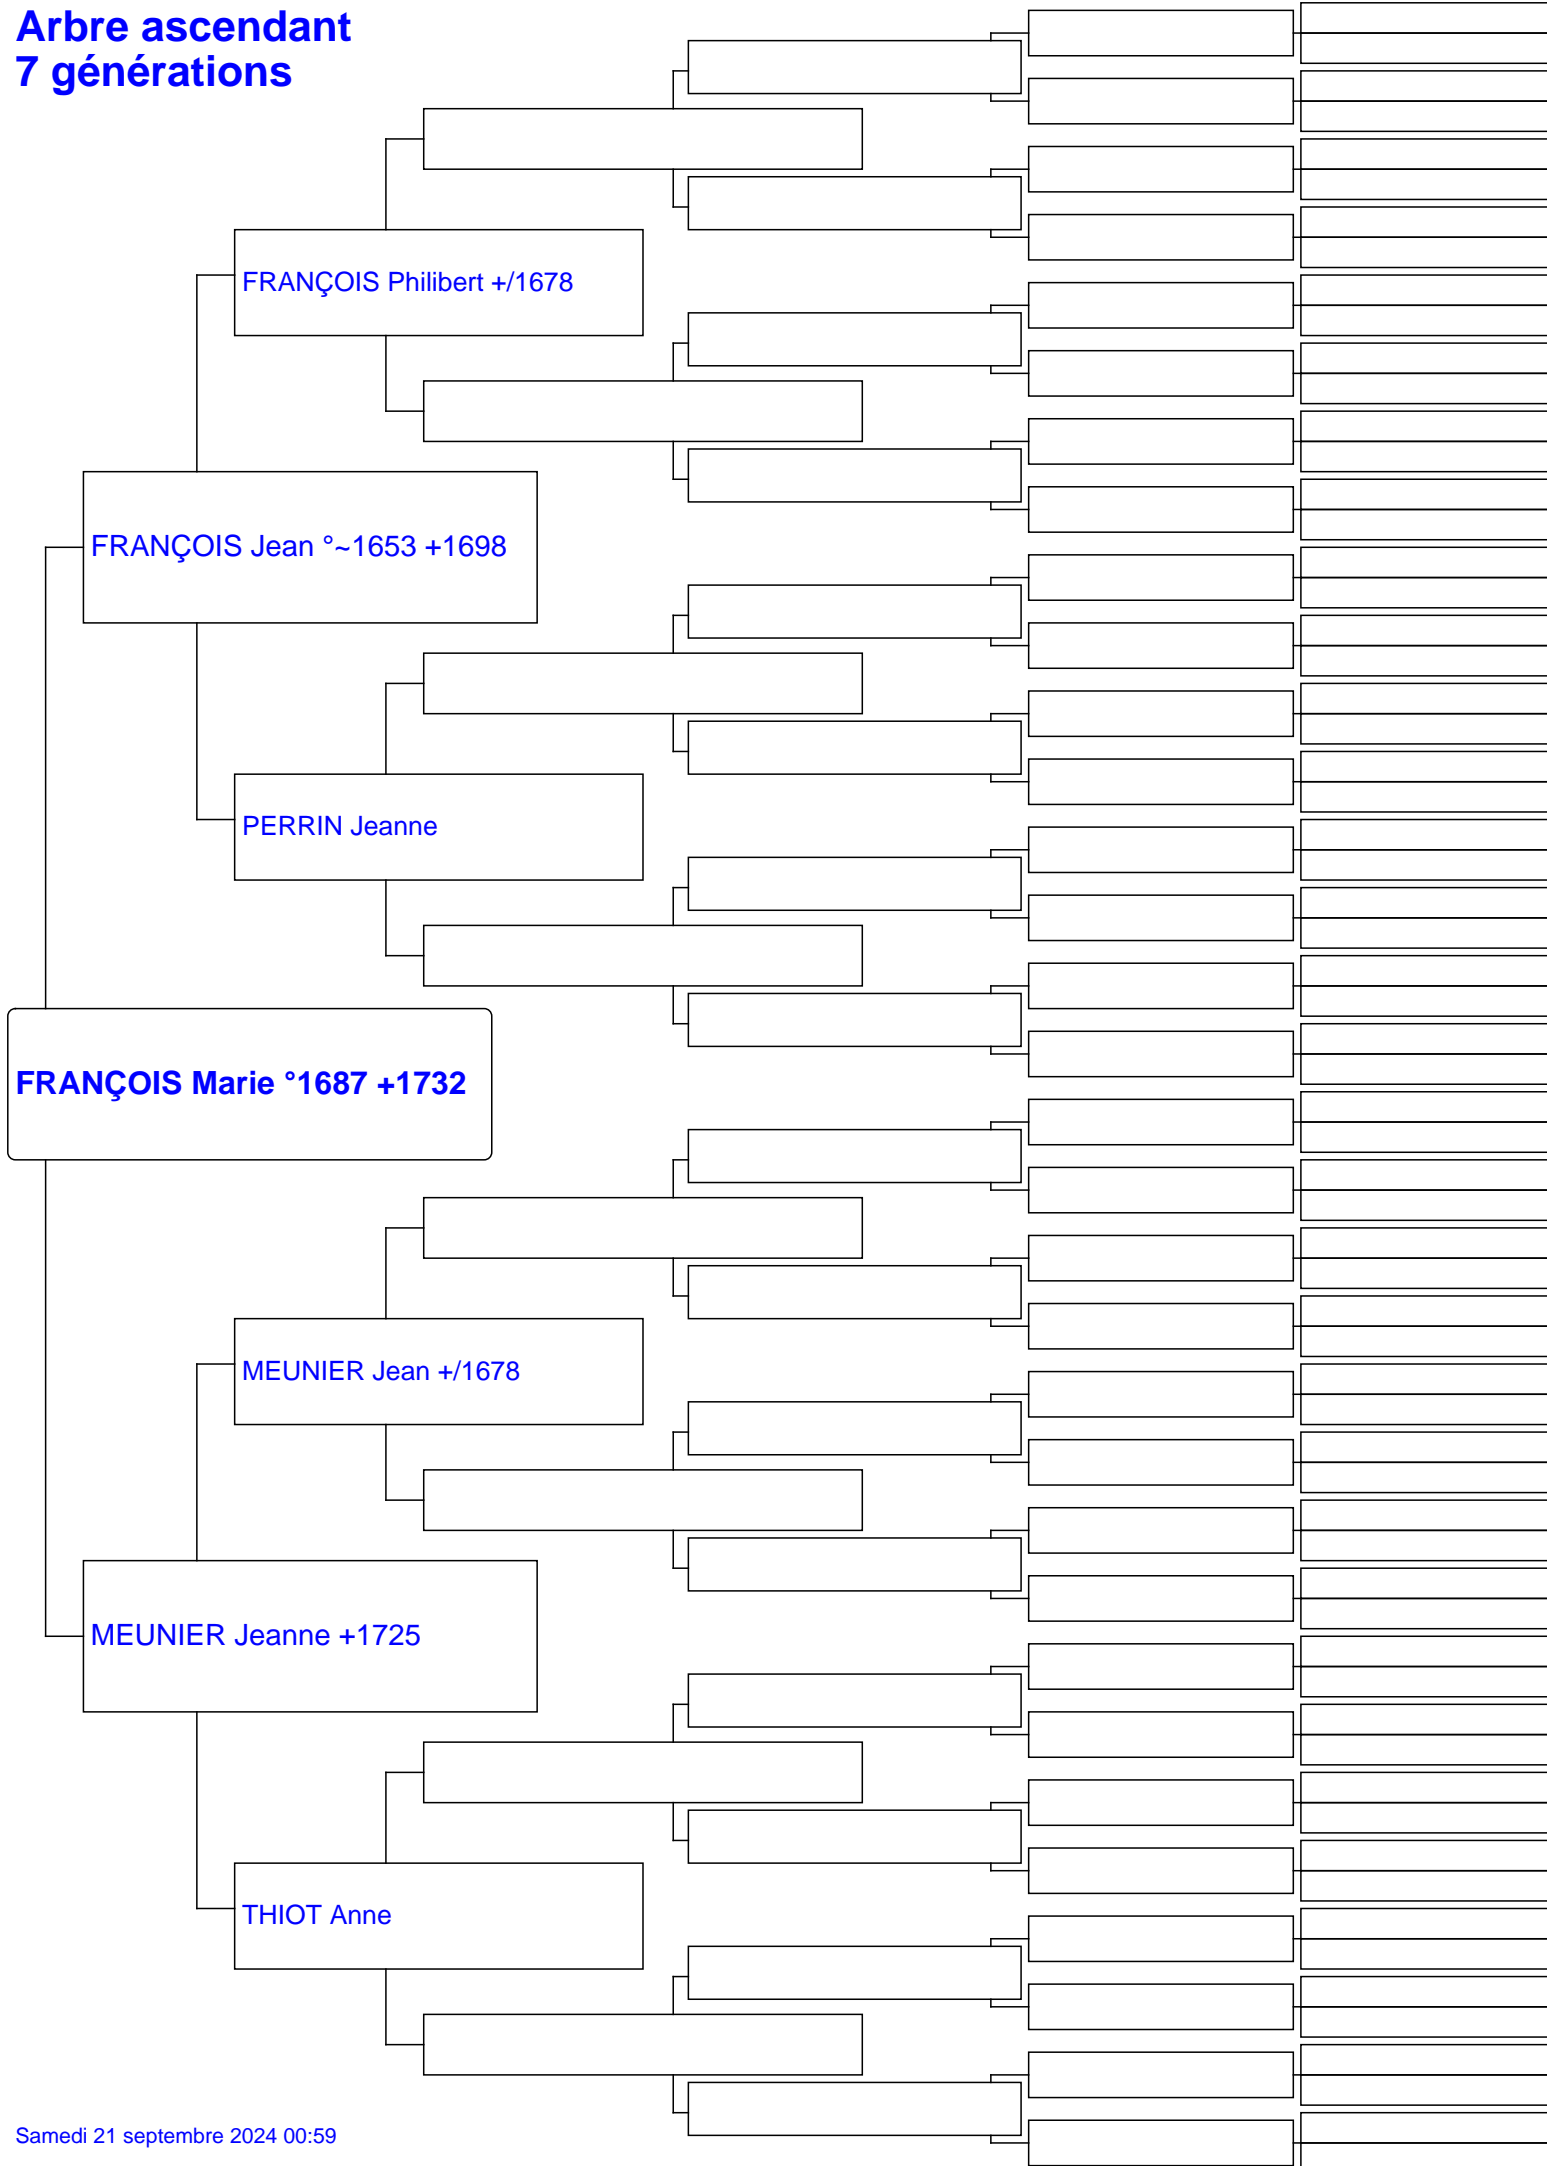 Arbre ascendant
7 générations
FRANÇOIS Philibert +/1678
FRANÇOIS Jean °~1653 +1698
PERRIN Jeanne
FRANÇOIS Marie °1687 +1732
MEUNIER Jean +/1678
MEUNIER Jeanne +1725
THIOT Anne
Samedi 21 septembre 2024 00:59